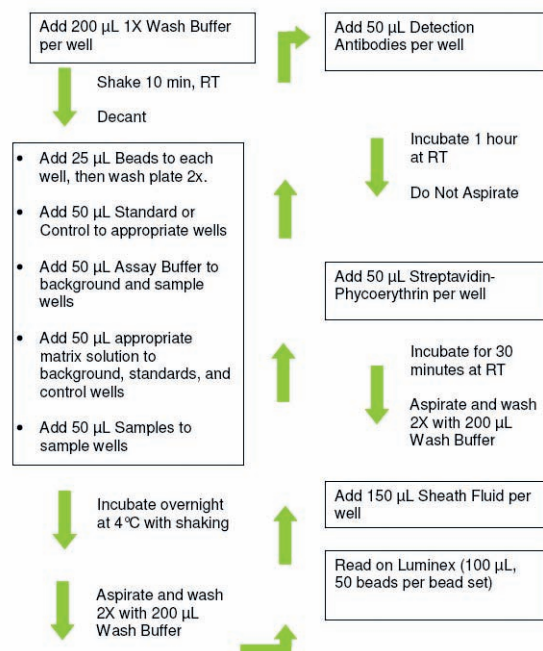 Add 200 µL 1X Wash Buffer
per well
Shake 10 min, RT
Decant
• Add 25 µL Beads to each
well, then wash plate 2x.
• Add 50 µL Standard or
Control to appropriate wells
• Add 50 µL Assay Buffer to
background and sample
wells
• Add 50 µL appropriate
matrix solution to
background, standards, and
control wells
• Add 50 µL Samples to
sample wells
Incubate overnight
at 4°C with shaking
Aspirate and wash
2X with 200 µL
Wash Buffer
Add 50 µL Detection
Antibodies per well
Incubate 1 hour
at RT
Do Not Aspirate
Add 50 µL Streptavidin-
Phycoerythrin per well
Incubate for 30
minutes at RT
Aspirate and wash
2X with 200 µL
Wash Buffer
Add 150 µL Sheath Fluid per
well
Read on Luminex (100 µL,
50 beads per bead set)